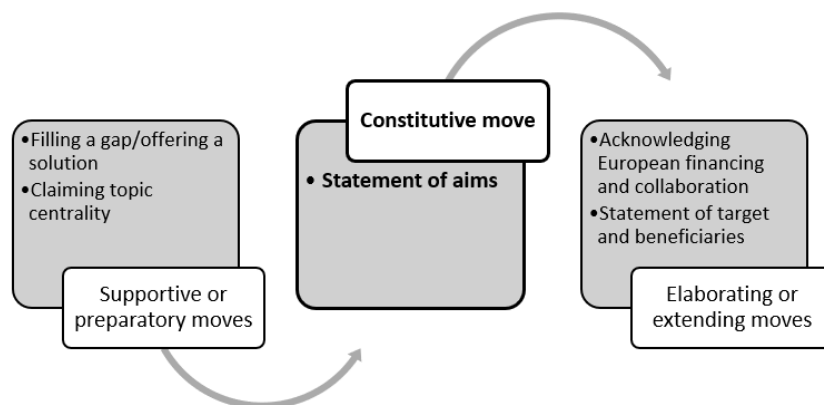 •Filling a gap/offering a
solution
•Claiming topic
centrality
Supportive or
preparatory moves
Constitutive move
• Statement of aims
•Acknowledging
European financing
and collaboration
•Statement of target
and beneficiaries
Elaborating or
extending moves